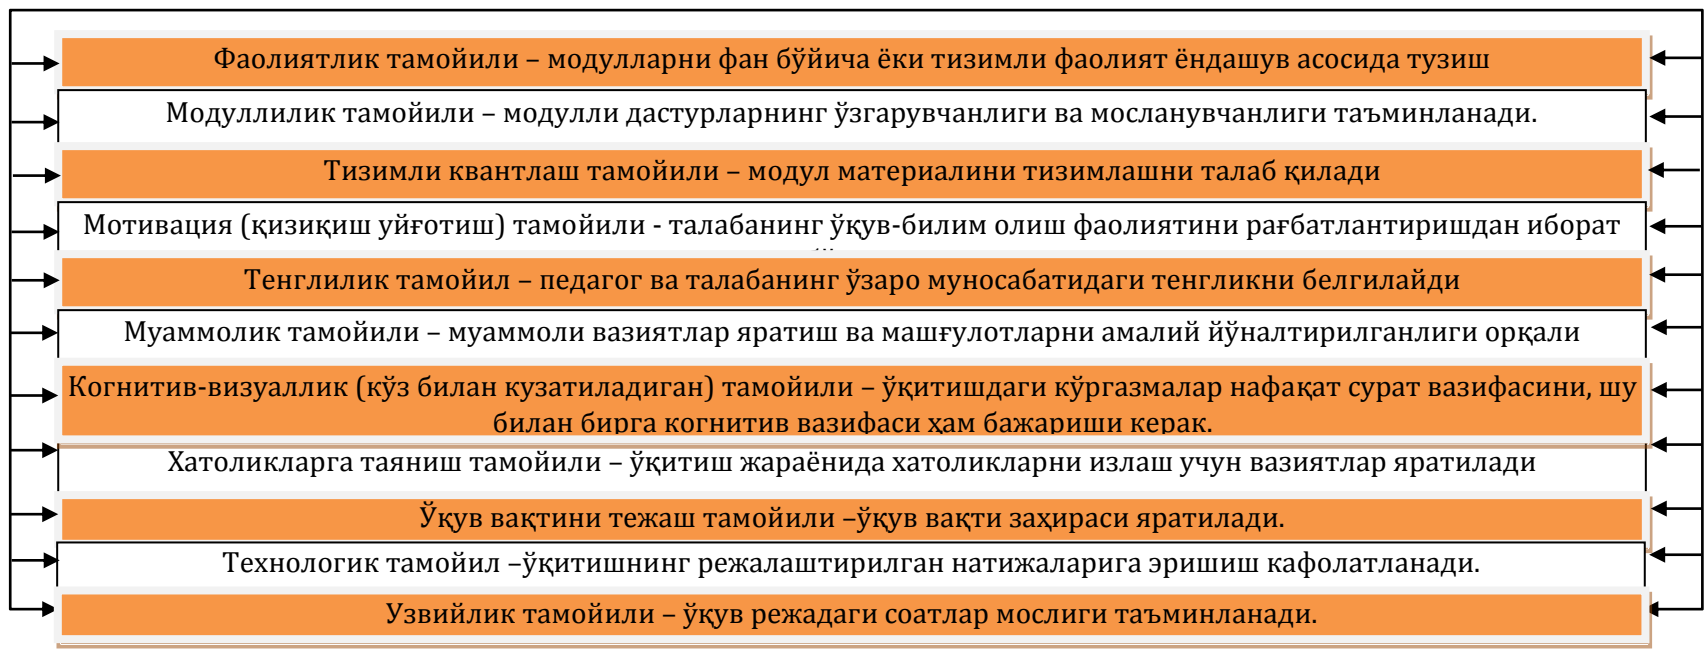 Фаолиятлик тамойили – модулларни фан бўйича ёки тизимли фаолият ёндашув асосида тузиш
Модуллилик тамойили – модулли дастурларнинг ўзгарувчанлиги ва мосланувчанлиги таъминланади.
Тизимли квантлаш тамойили – модул материалини тизимлашни талаб қилади
Мотивация (қизиқиш уйғотиш) тамойили - талабанинг ўқув-билим олиш фаолиятини рағбатлантиришдан иборат
Тенглилик тамойил – педагог ва талабанинг ўзаро муносабатидаги тенгликни белгилайди
Муаммолик тамойили – муаммоли вазиятлар яратиш ва машғулотларни амалий йўналтирилганлиги орқали
Когнитив-визуаллик (кўз билан кузатиладиган) тамойили – ўқитишдаги кўргазмалар нафақат сурат вазифасини, шу
билан бирга когнитив вазифаси ҳам бажариши керак.
Хатоликларга таяниш тамойили – ўқитиш жараёнида хатоликларни излаш учун вазиятлар яратилади
Ўқув вақтини тежаш тамойили –ўқув вақти заҳираси яратилади.
Технологик тамойил –ўқитишнинг режалаштирилган натижаларига эришиш кафолатланади.
Узвийлик тамойили – ўқув режадаги соатлар мослиги таъминланади.